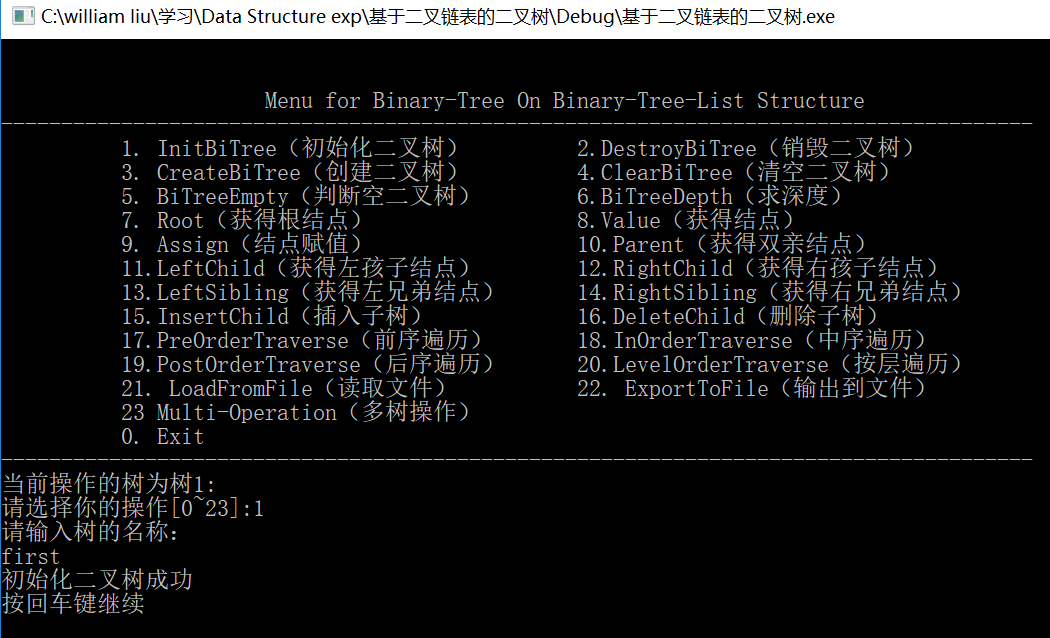 C:\william liu\学习\Data Structure exp\基于二叉链表的二叉树\Debug\基于二叉链表的二叉树.exe
Menu for Binary-Tree On Binary-Tree-List Structure
1. InitBiTree（初始化二叉树） 2.DestroyBiTree（销毁二叉树）
3. CreateBiTree（创建二叉树） 4.ClearBiTree（清空二叉树）
5. BiTreeEmpty（判断空二叉树） 6.BiTreeDepth（求深度）
7. Root（获得根结点） 8.Value（获得结点）
9. Assign（结点赋值） 10.Parent（获得双亲结点）
11.LeftChild（获得左孩子结点） 12.RightChild（获得右孩子结点）
13.LeftSibling（获得左兄弟结点） 14.RightSibling（获得右兄弟结点）
15.InsertChild（插入子树） 16.DeleteChild（删除子树）
17.PreOrderTraverse（前序遍历） 18.InOrderTraverse（中序遍历）
19.PostOrderTraverse（后序遍历） 20.LevelOrderTraverse（按层遍历）
21. LoadFromFile（读取文件） 22. ExportToFile（输出到文件）
23 Multi-Operation（多树操作）
0. Exit
当前操作的树为树1:
请选择你的操作[0~23]:1
请输入树的名称：
first
初始化二叉树成功
按回车键继续